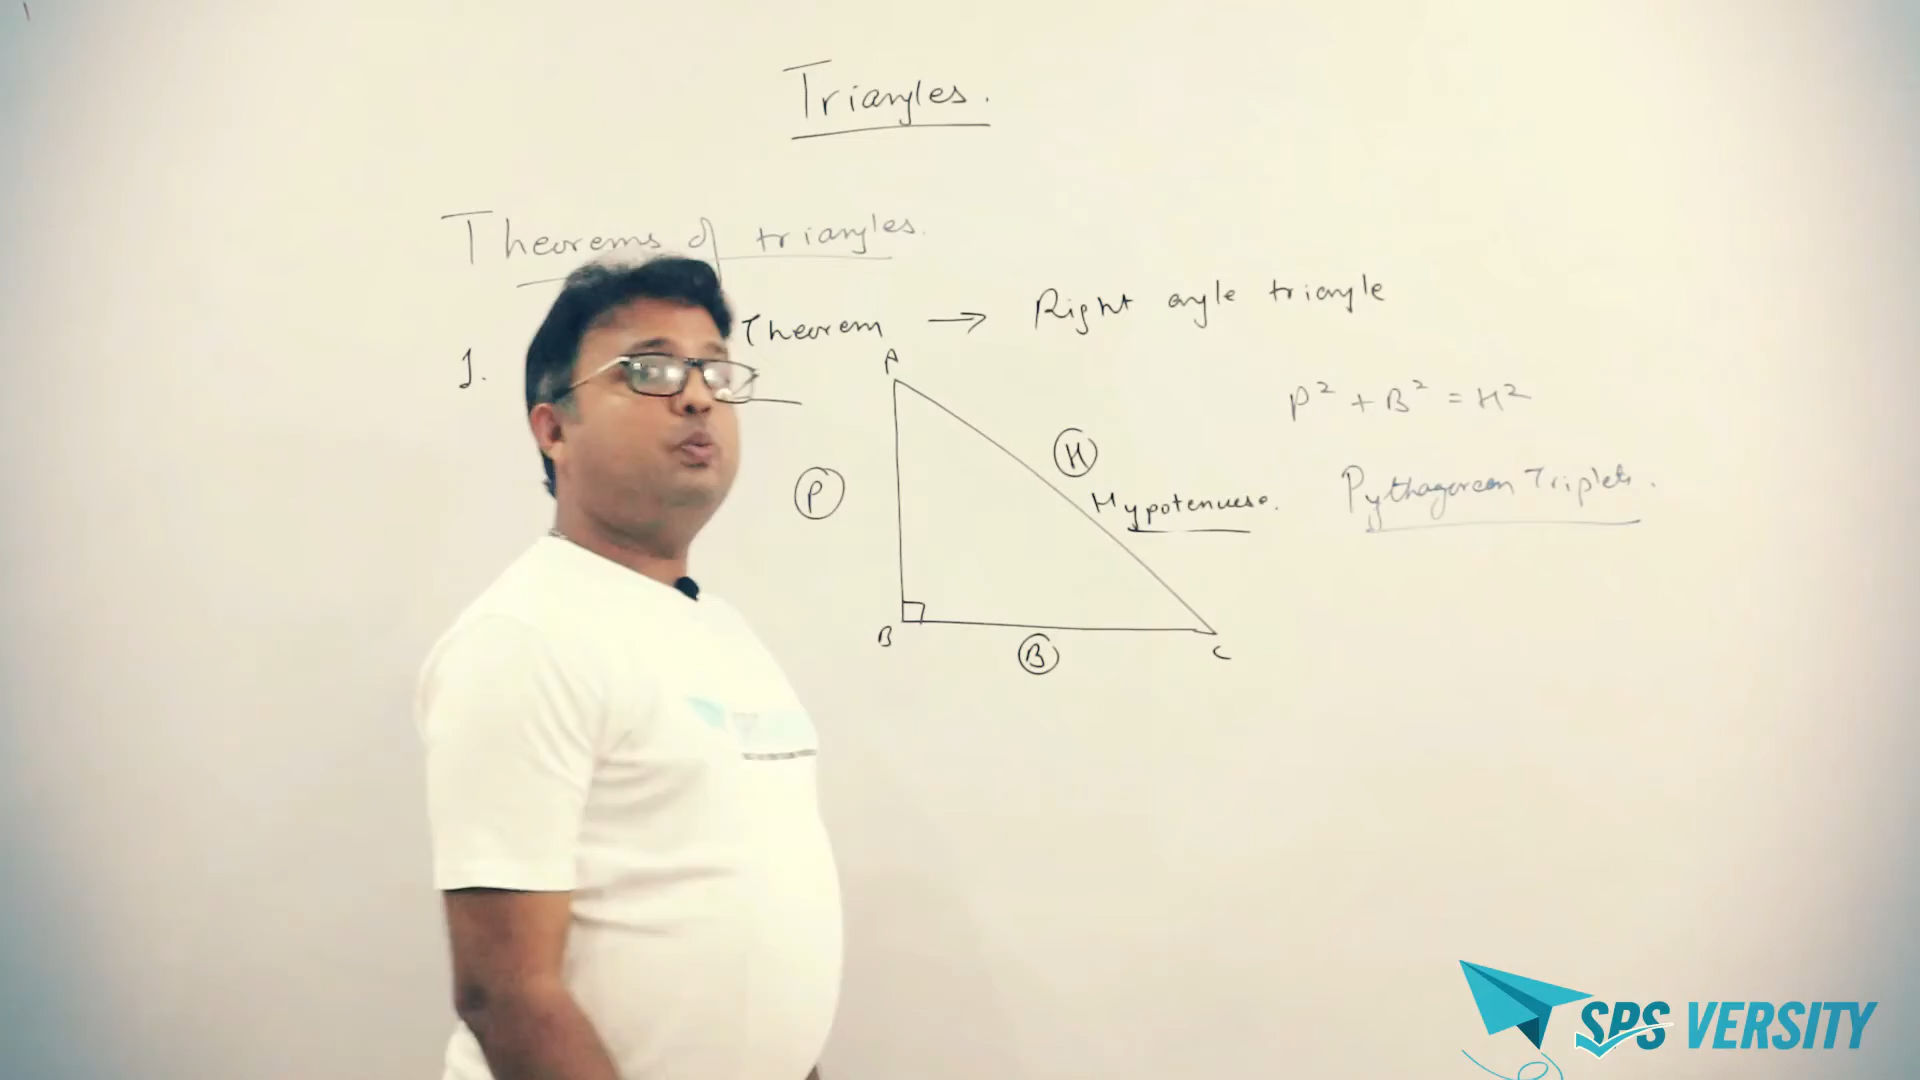 Triangles.
Theorems of triangles.
1. Theorem → Right angle triangle
A
P² + B² = H²
H
P
Hypotenuse.
Pythagorean Triplets.
B
B
C
SPS VERSITY